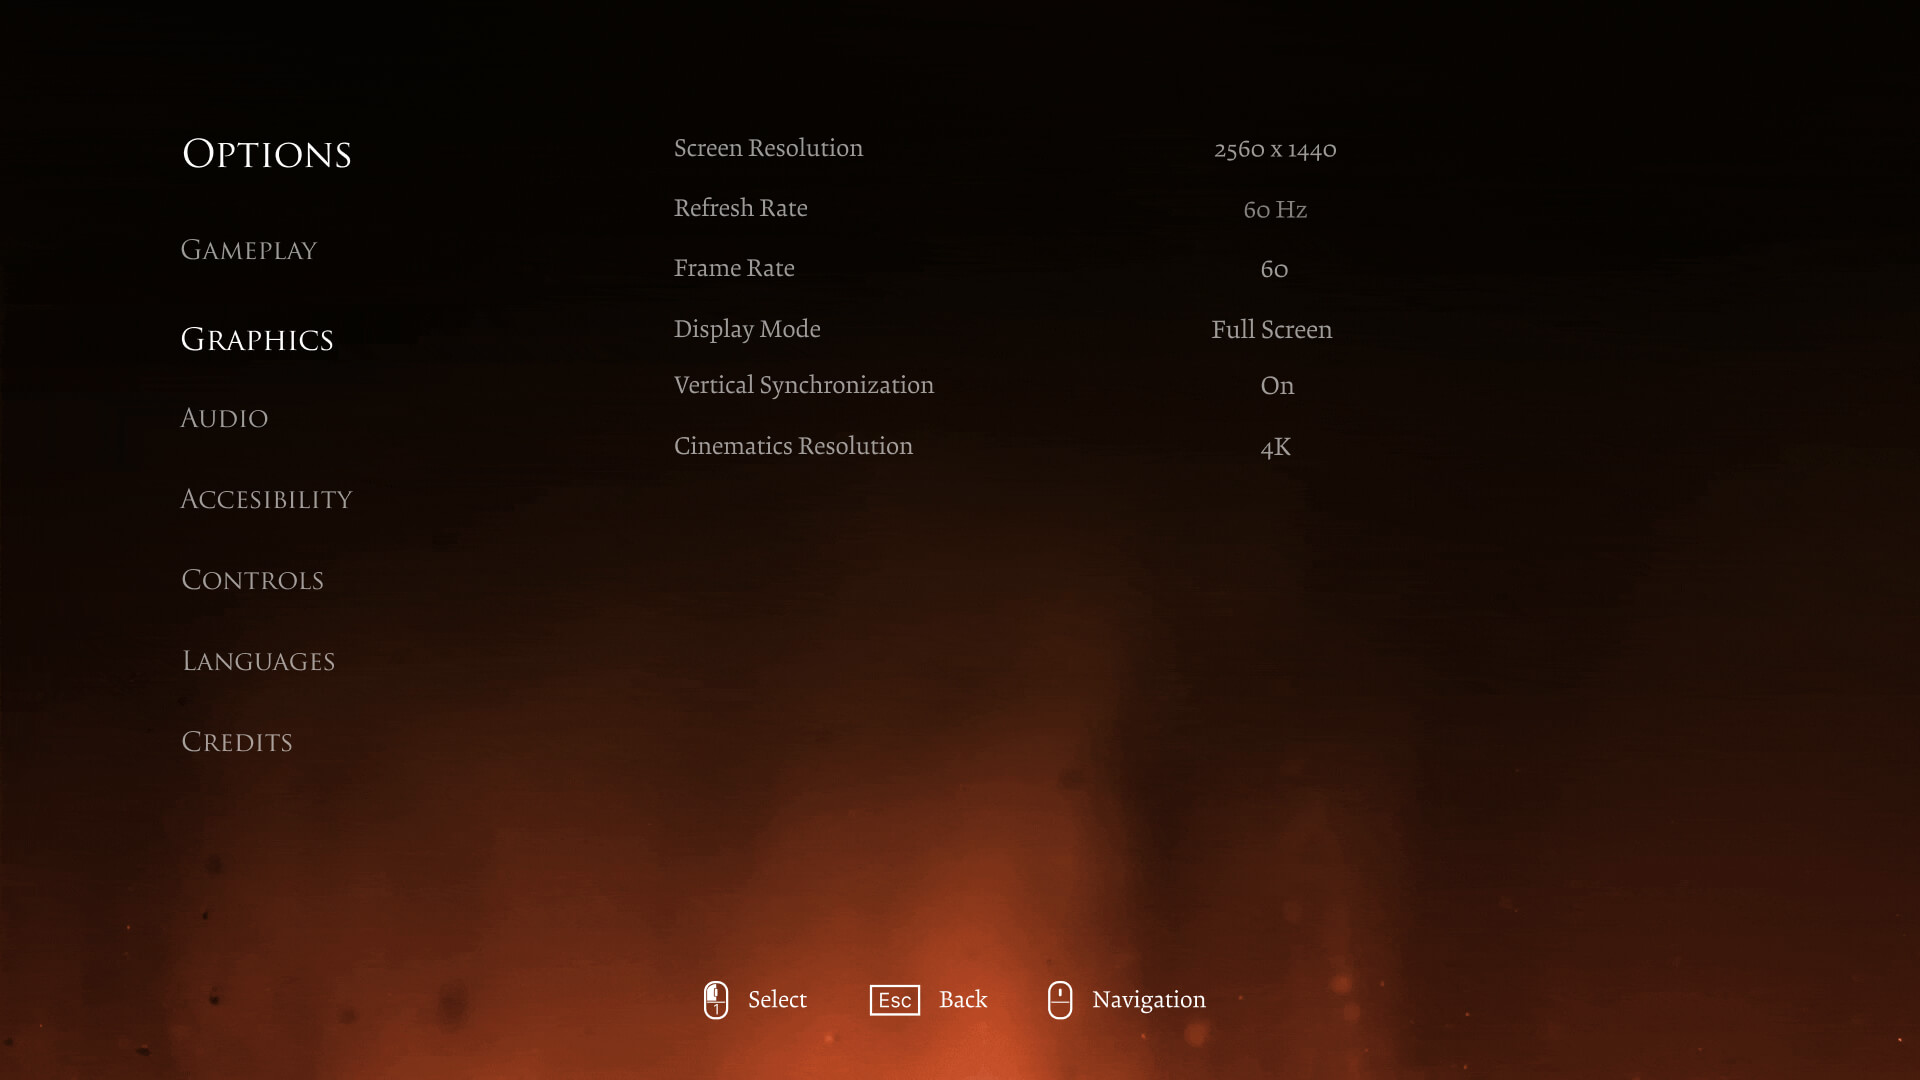 Options
Gameplay
Graphics
Audio
Accesibility
Controls
Languages
Credits
Screen Resolution 2560 x 1440
Refresh Rate 60 Hz
Frame Rate 60
Display Mode Full Screen
Vertical Synchronization On
Cinematics Resolution 4K
1 Select Esc Back Navigation